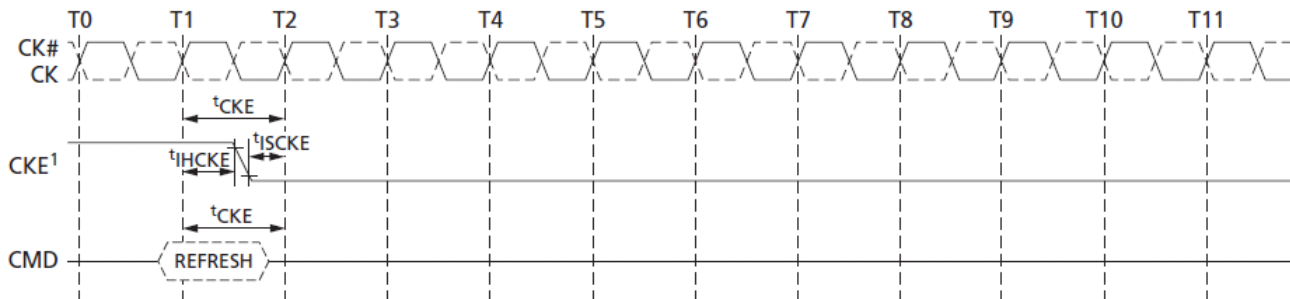 T0 T1 T2 T3 T4 T5 T6 T7 T8 T9 T10 T11
CK#
CK
tCKE
tISCKE
CKE1
tIHCKE
tCKE
CMD
REFRESH